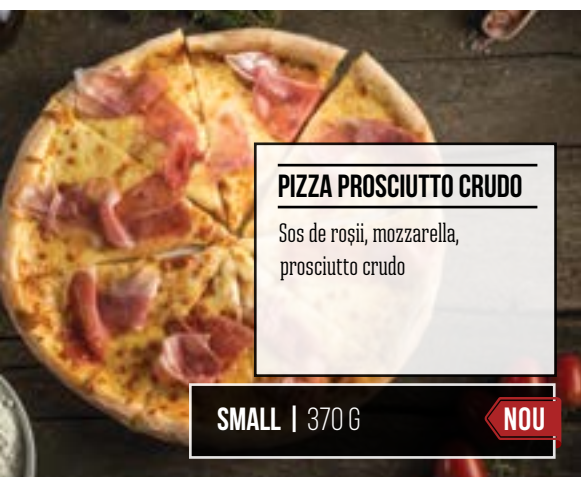 PIZZA PROSCIUTTO CRUDO
Sos de roșii, mozzarella,
prosciutto crudo
SMALL | 370 G
NOU